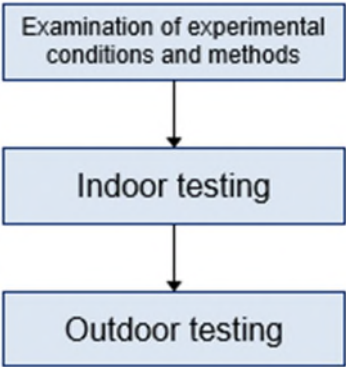 Examination of experimental
conditions and methods
Indoor testing
Outdoor testing